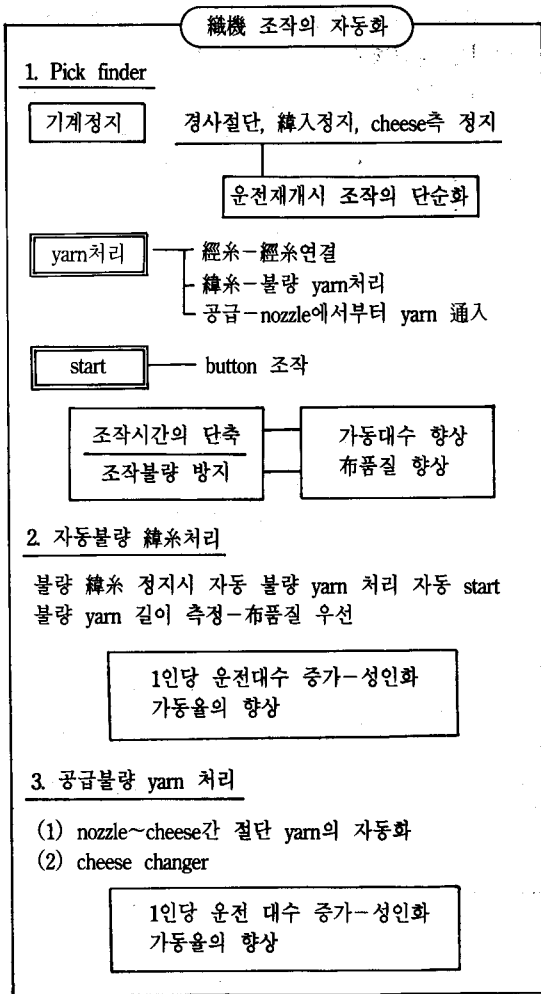 織機 조작의 자동화
1. Pick finder
기계정지 경사절단, 緯入정지, cheese측 정지
운전재개시 조작의 단순화
yarn처리 經糸-經糸연결
緯糸-불량 yarn처리
공급-nozzle에서부터 yarn 通入
start button 조작
조작시간의 단축 가동대수 향상
조작불량 방지 布품질 향상
2. 자동불량 緯糸처리
불량 緯糸 정지시 자동 불량 yarn 처리 자동 start
불량 yarn 길이 측정-布품질 우선
1인당 운전대수 증가-성인화
가동율의 향상
3. 공급불량 yarn 처리
(1) nozzle~cheese간 절단 yarn의 자동화
(2) cheese changer
1인당 운전 대수 증가-성인화
가동율의 향상